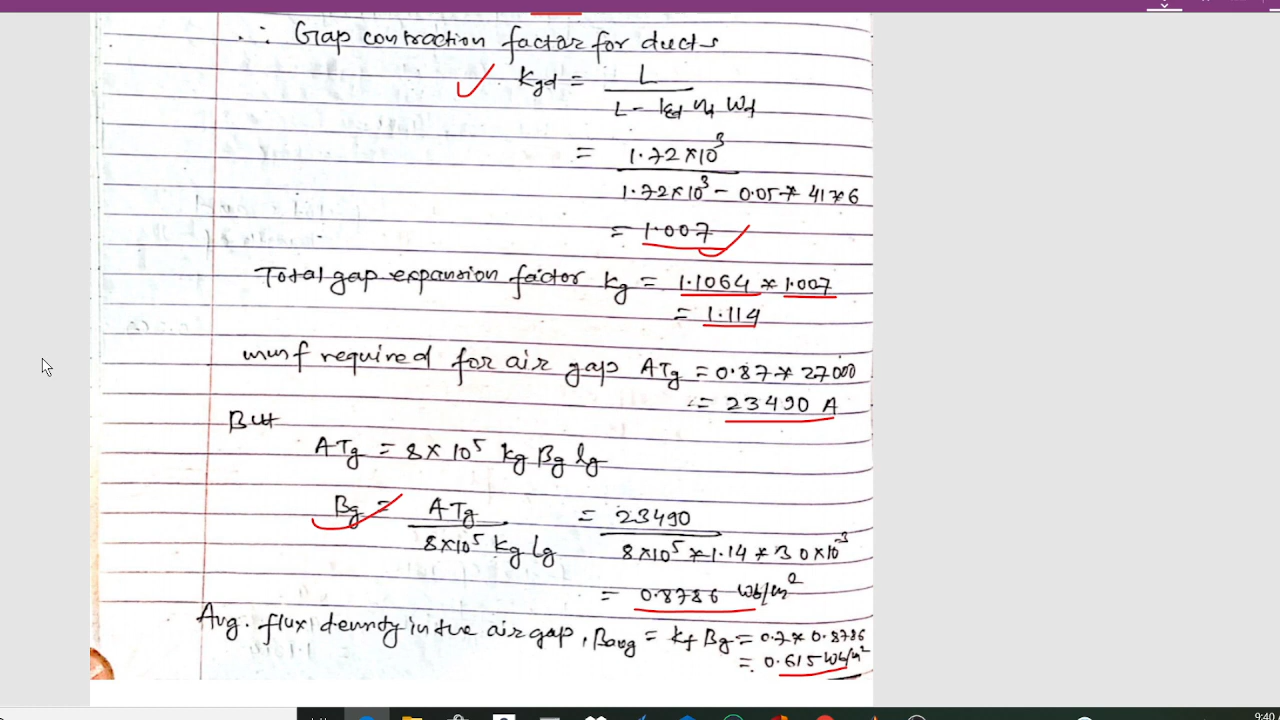 ∴ Gap contraction factor for ducts
Kgd = L / (L - Kcd nd Wd)
= 1.72×10³ / (1.72×10³ - 0.05 * 41*6)
= 1.007
Total gap expansion factor Kg = 1.1064 * 1.007
= 1.114
mmf required for air gap ATg = 0.87 * 27000
∴ = 23490 A
But
ATg = 8×10⁵ Kg Bg lg
Bg = ATg / (8×10⁵ Kg lg) = 23490 / (8×10⁵ *1.14 * 30×10⁻³)
= 0.8786 wb/m²
Avg. flux density in the air gap, Bavg = Kf Bg = 0.7* 0.8786
= 0.615 wb/m²
9:40